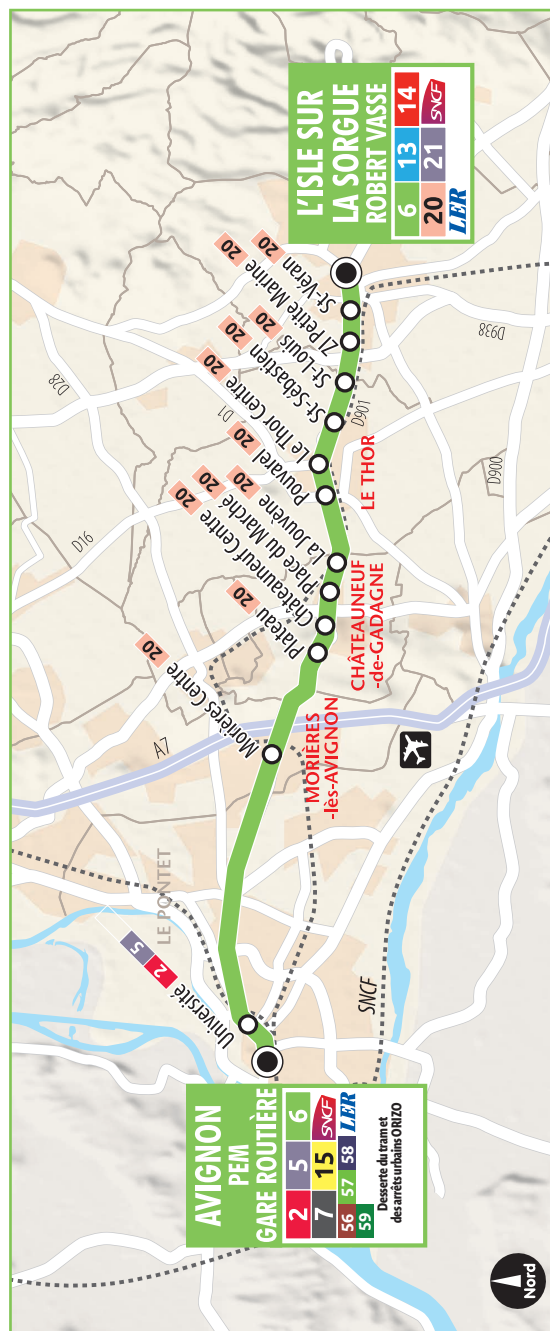 AVIGNON
PEM
GARE ROUTIÈRE
2 5 6
7 15 SNCF
56 57 58 LER
59
Desserte du tram et
des arrêts urbains ORIZO
Université
2 5
LE PONTET
SNCF
A7
Morières Centre
20
MORIÈRES
-lès-AVIGNON
Plateau
20
Châteauneuf Centre
20
Place du Marché
20
La Jouvène
20
CHÂTEAUNEUF
-de-GADAGNE
Pouvarel
20
Le Thor Centre
20
St-Sébastien
20
St-Louis
20
ZI Petite Marine
20
St-Véran
20
LE THOR
D16
D28
D1
D901
D900
D938
L'ISLE SUR
LA SORGUE
ROBERT VASSE
6 13 14
20 21 SNCF
LER
Nord